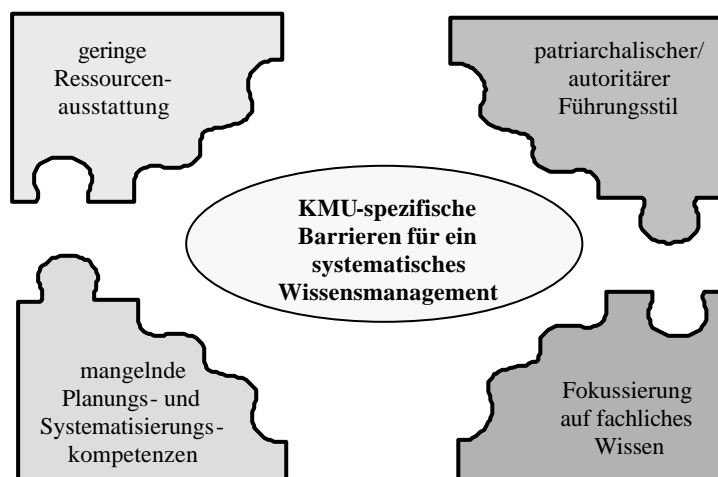 geringe
Ressourcen-
ausstattung
patriarchalischer/
autoritärer
Führungsstil
KMU-spezifische
Barrieren für ein
systematisches
Wissensmanagement
mangelnde
Planungs- und
Systematisierungs-
kompetenzen
Fokussierung
auf fachliches
Wissen